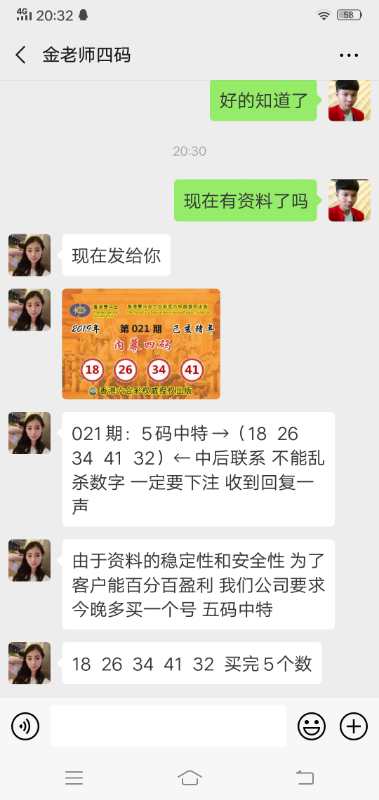 4G 20:32 58
金老师四码
好的知道了
20:30
现在有资料了吗
现在发给你
2019年 第021期 己亥猪年
内幕四码
18 26 34 41
021期：5码中特→（18 26
34 41 32）←中后联系 不能乱
杀数字 一定要下注 收到回复一
声
由于资料的稳定性和安全性 为了
客户能百分百盈利 我们公司要求
今晚多买一个号 五码中特
18 26 34 41 32 买完5个数